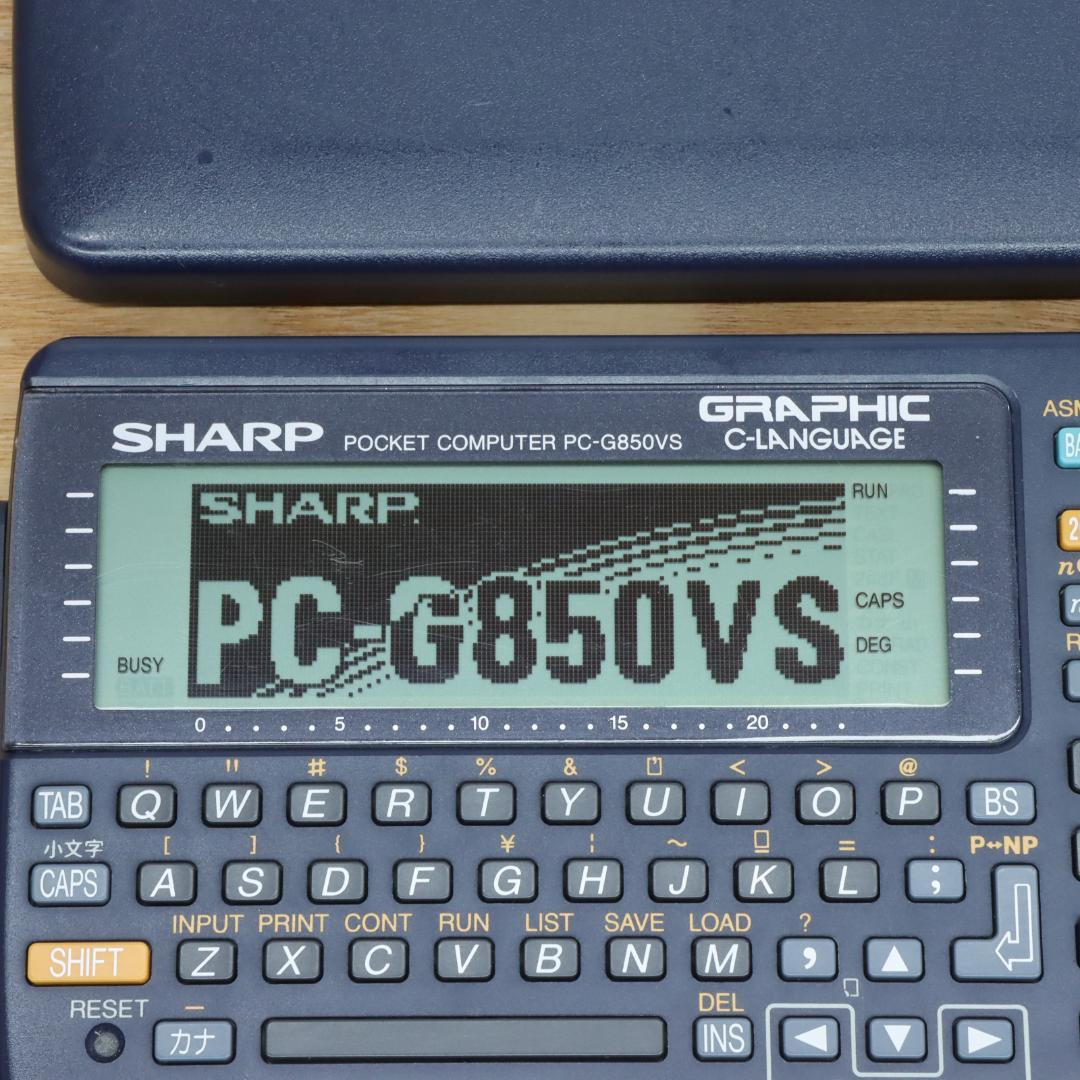 SHARP POCKET COMPUTER PC-G850VS GRAPHIC
C-LANGUAGE
SHARP
PC-G850VS
RUN
CAPS
DEG
BUSY
0 5 10 15 20
! " # $ % & < > @
TAB Q W E R T Y U I O P BS
小文字 [ ] { } ¥ ¦ ~ = : P↔NP
CAPS A S D F G H J K L ;
INPUT PRINT CONT RUN LIST SAVE LOAD ?
SHIFT Z X C V B N M , ▲
RESET – DEL
カナ INS ◀ ▼ ▶